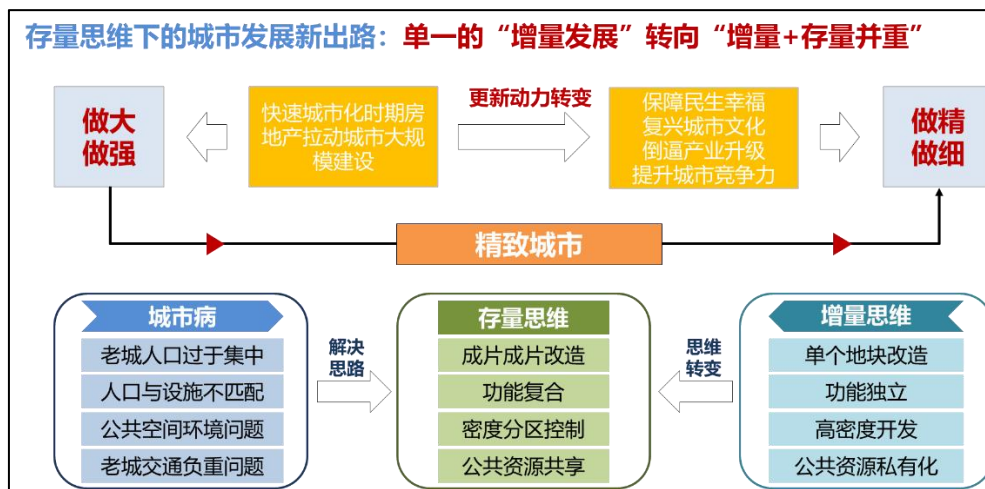 存量思维下的城市发展新出路：单一的“增量发展”转向“增量+存量并重”
做大
做强
快速城市化时期房
地产拉动城市大规
模建设
更新动力转变
保障民生幸福
复兴城市文化
倒逼产业升级
提升城市竞争力
做精
做细
精致城市
城市病
老城人口过于集中
人口与设施不匹配
公共空间环境问题
老城交通负重问题
解决
思路
存量思维
成片成片改造
功能复合
密度分区控制
公共资源共享
思维
转变
增量思维
单个地块改造
功能独立
高密度开发
公共资源私有化